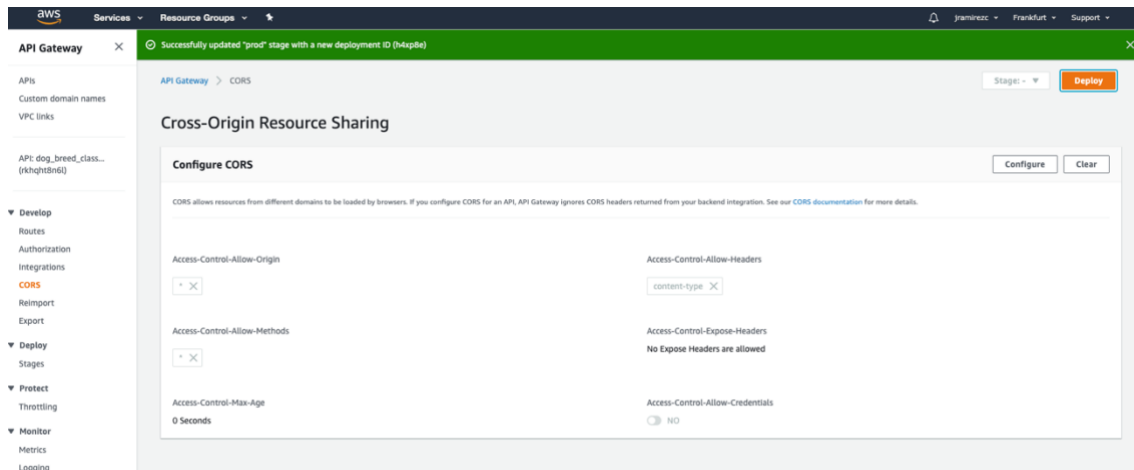 aws
Services
Resource Groups
jramirezc
Frankfurt
Support
API Gateway
Successfully updated "prod" stage with a new deployment ID (h4xp8e)
APIs
Custom domain names
VPC links
API: dog_breed_class...
(rkhqht8n6l)
Develop
Routes
Authorization
Integrations
CORS
Reimport
Export
Deploy
Stages
Protect
Throttling
Monitor
Metrics
Logging
API Gateway > CORS
Stage: -
Deploy
Cross-Origin Resource Sharing
Configure CORS
Configure
Clear
CORS allows resources from different domains to be loaded by browsers. If you configure CORS for an API, API Gateway ignores CORS headers returned from your backend integration. See our CORS documentation for more details.
Access-Control-Allow-Origin
*
Access-Control-Allow-Headers
content-type
Access-Control-Allow-Methods
*
Access-Control-Expose-Headers
No Expose Headers are allowed
Access-Control-Max-Age
0 Seconds
Access-Control-Allow-Credentials
NO